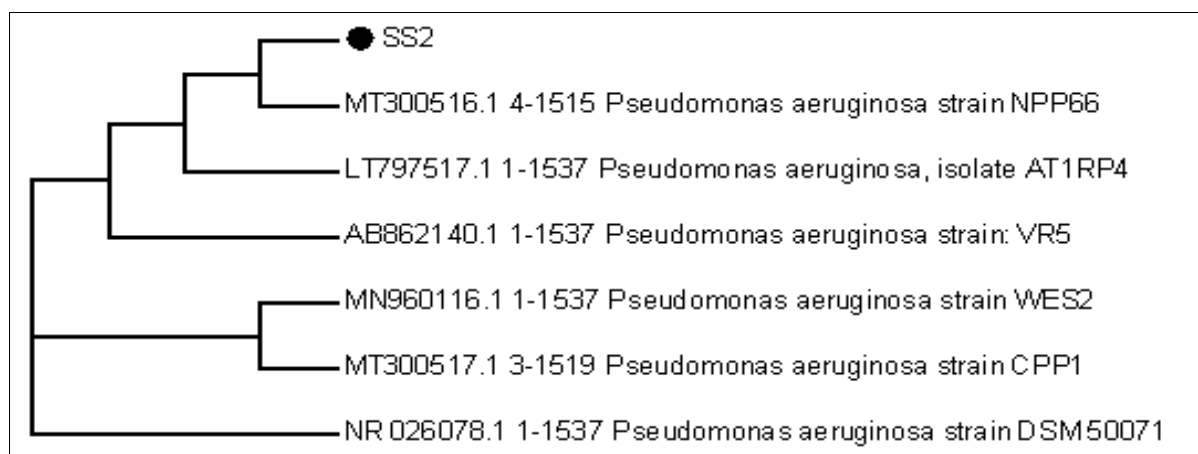 SS2
MT300516.1 4-1515 Pseudomonas aeruginosa strain NPP66
LT797517.1 1-1537 Pseudomonas aeruginosa, isolate AT1RP4
AB862140.1 1-1537 Pseudomonas aeruginosa strain: VR5
MN960116.1 1-1537 Pseudomonas aeruginosa strain WES2
MT300517.1 3-1519 Pseudomonas aeruginosa strain CPP1
NR 026078.1 1-1537 Pseudomonas aeruginosa strain DSM 50071